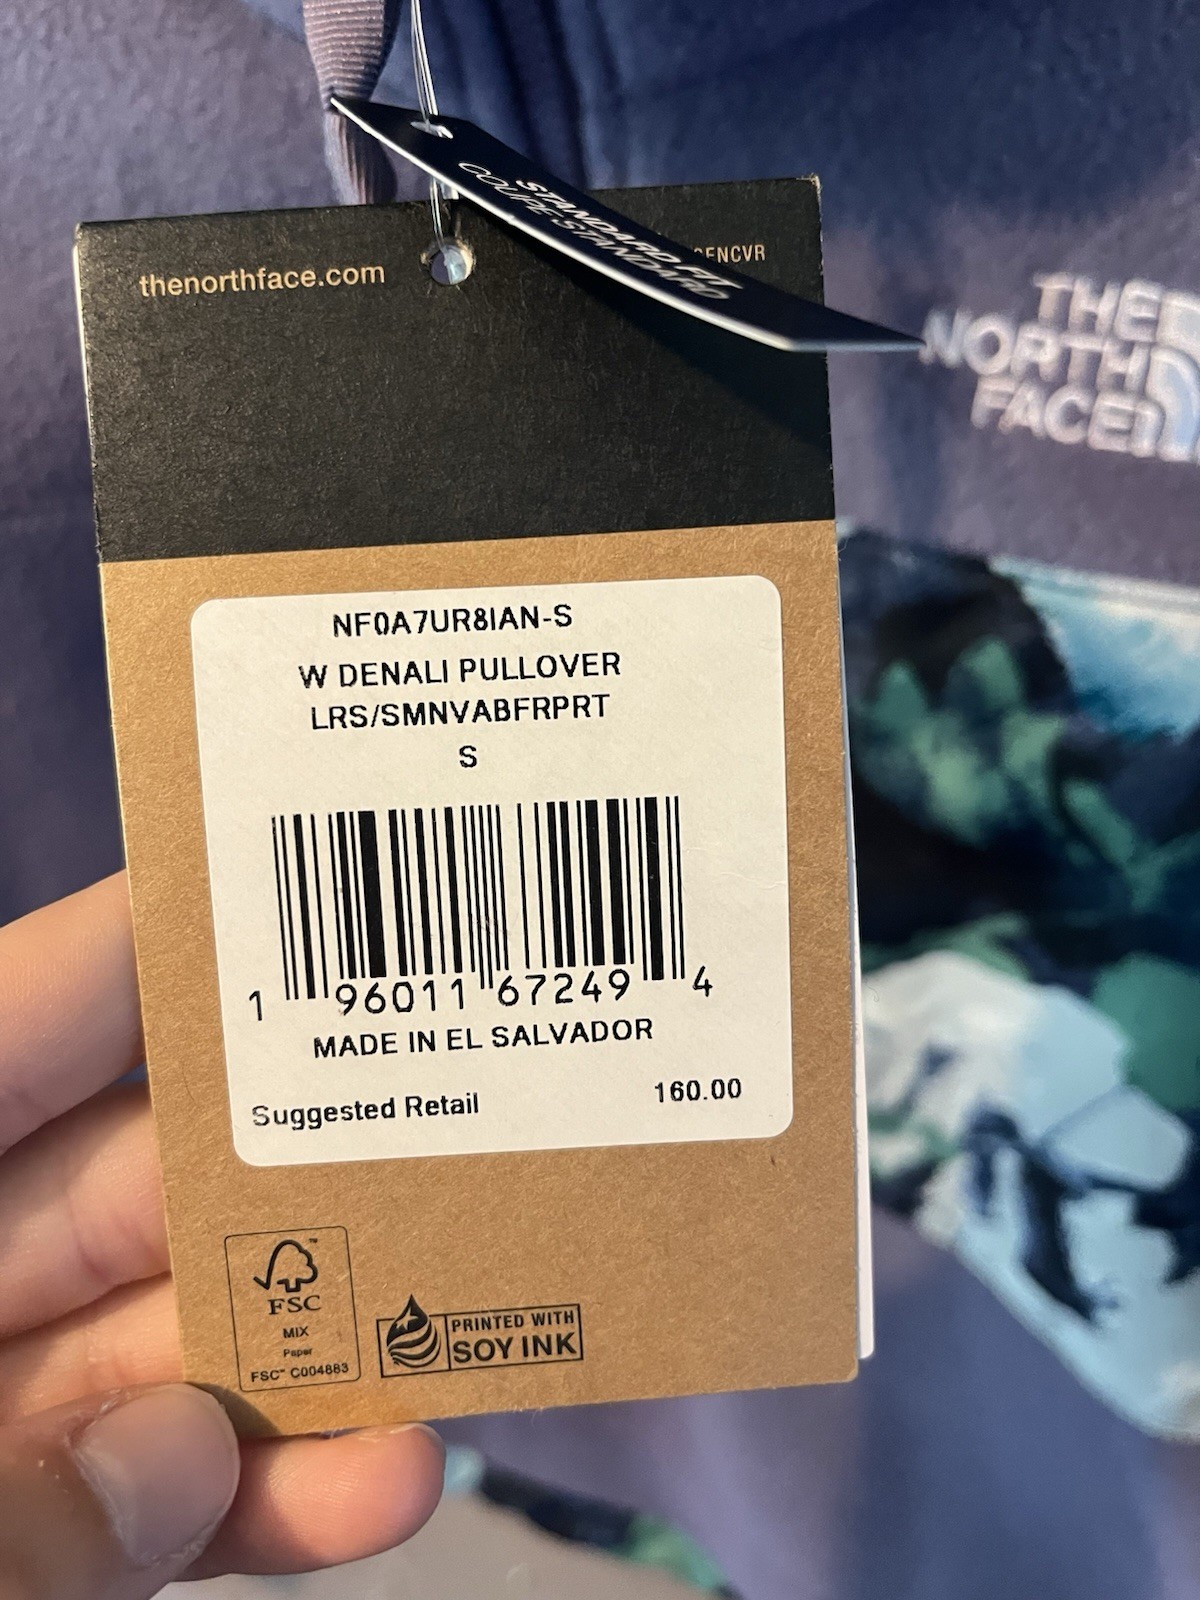 STANDARD FIT
COUPE STANDARD
thenorthface.com
THE
NORTH
FACE
NF0A7UR8IAN-S
W DENALI PULLOVER
LRS/SMNVABFRPRT
S
1 96011 67249 4
MADE IN EL SALVADOR
Suggested Retail 160.00
FSC
MIX
Paper
FSC™ C004883
PRINTED WITH
SOY INK